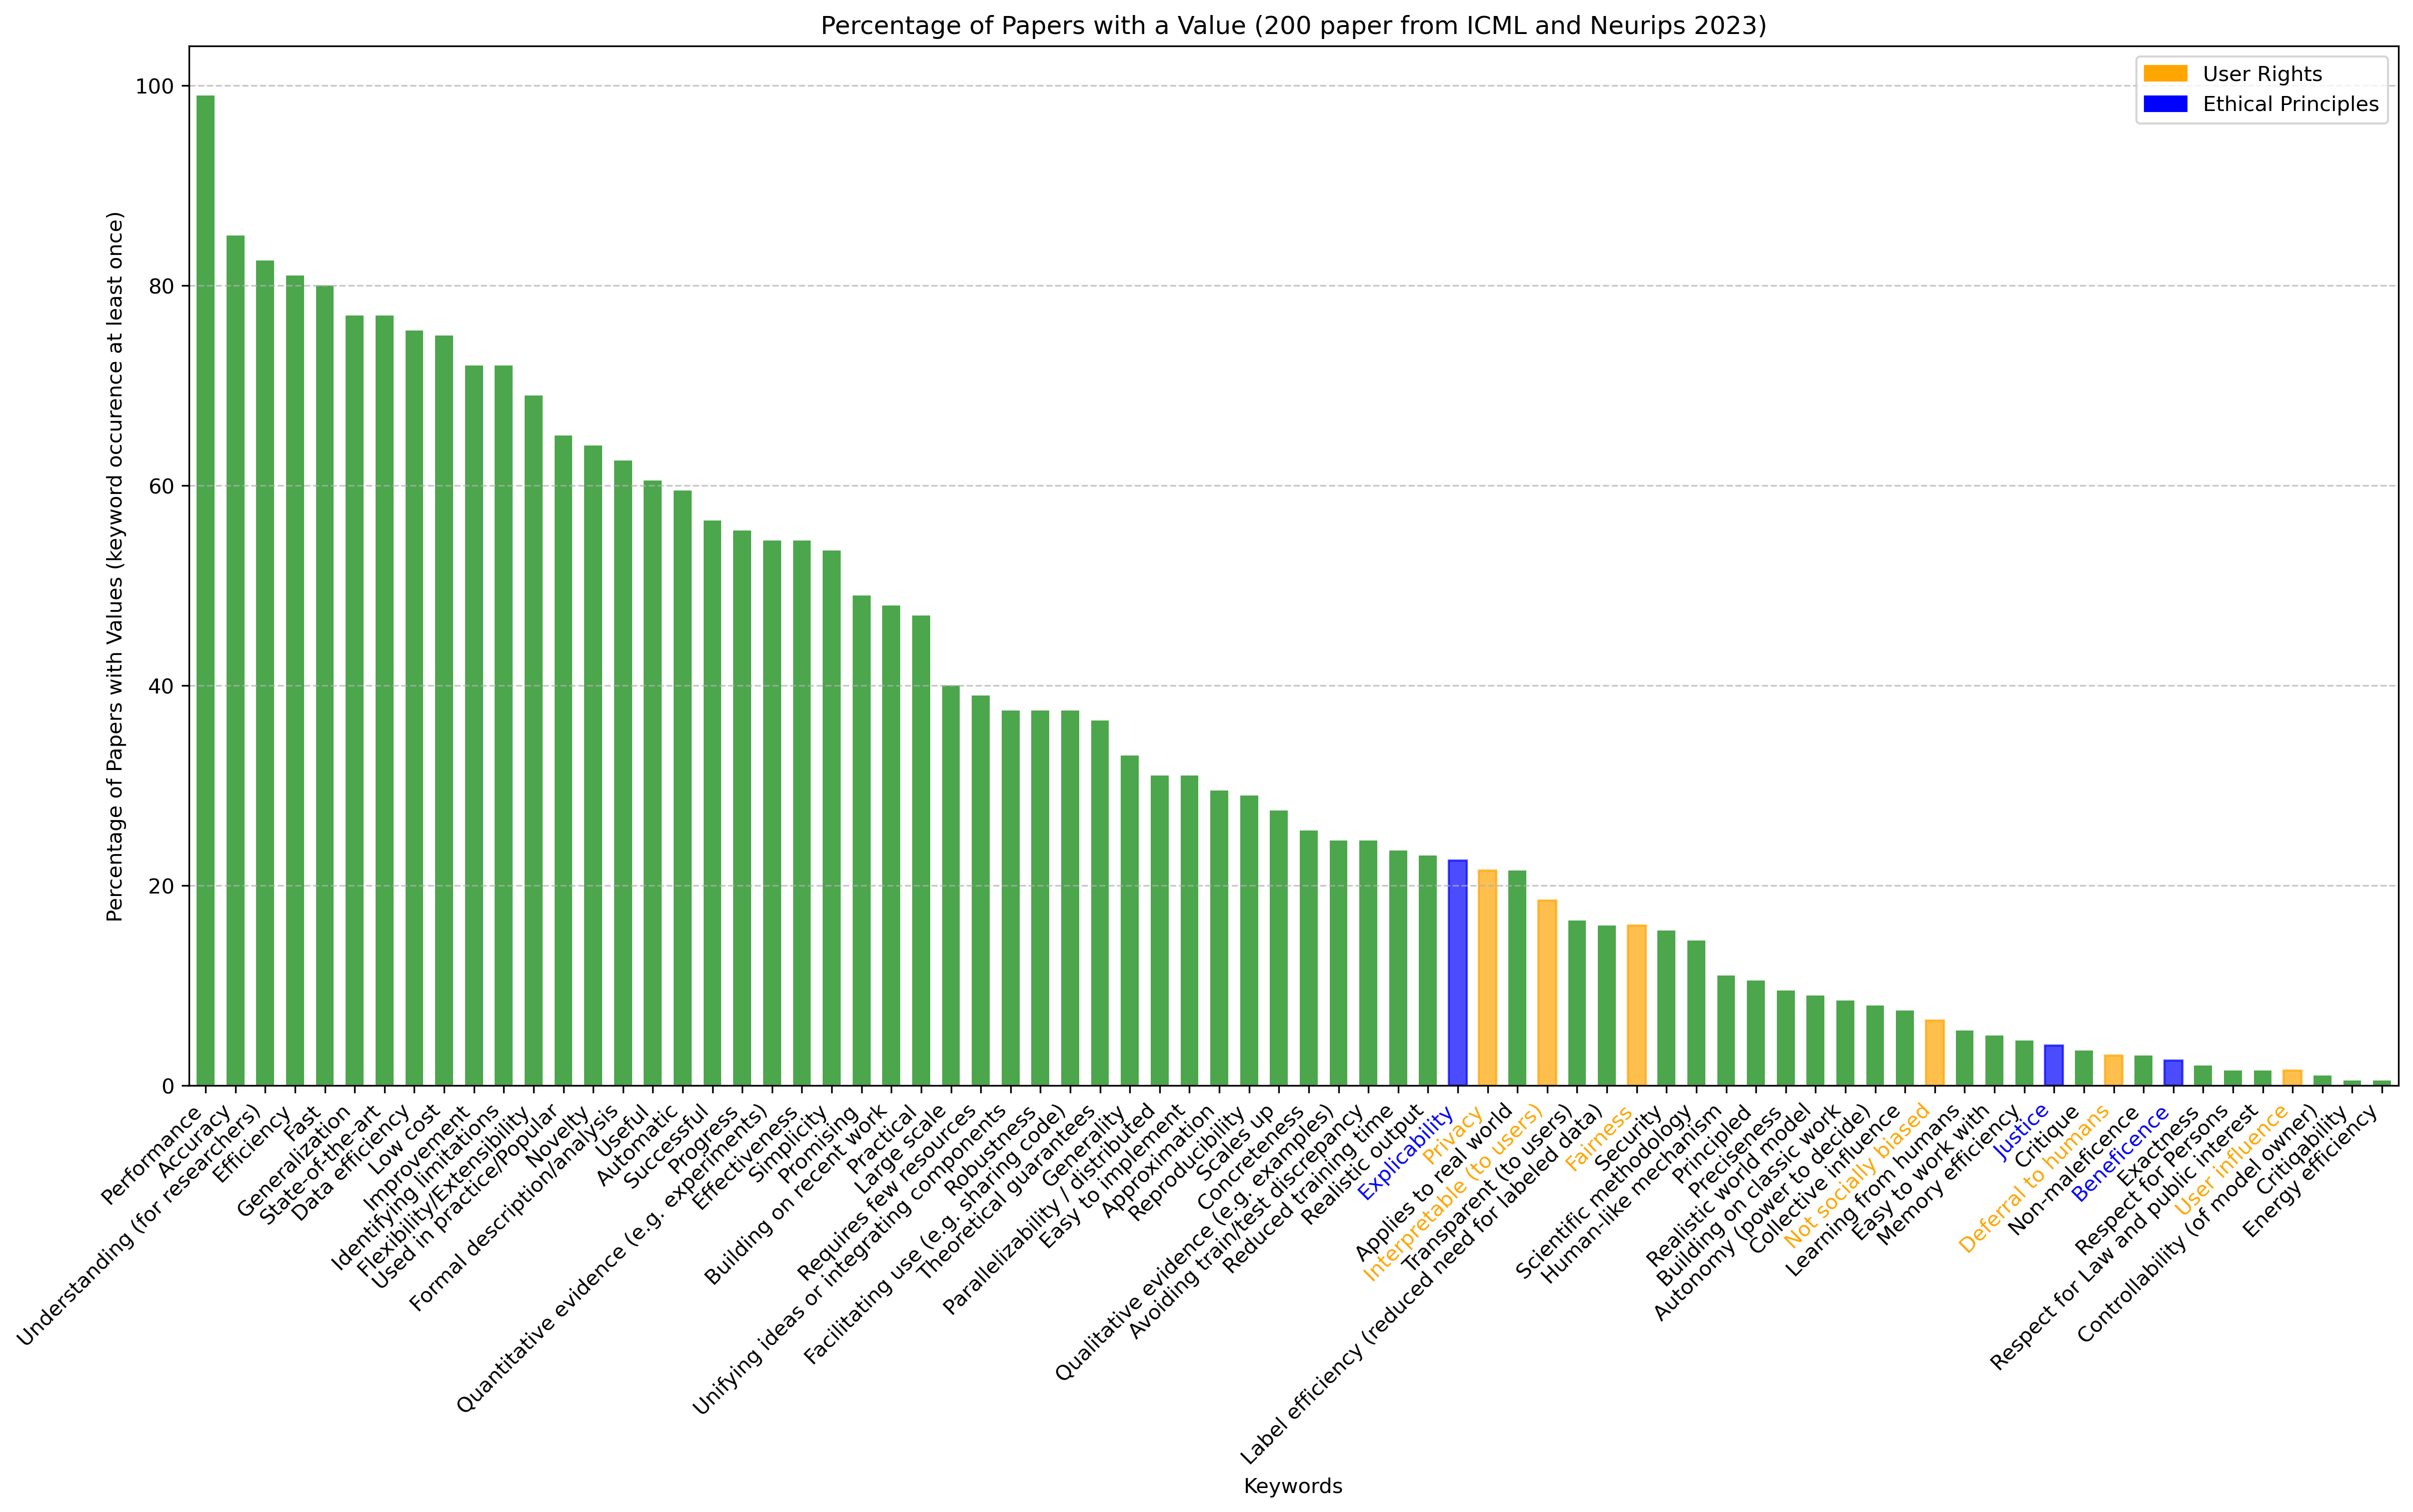 Percentage of Papers with a Value (200 paper from ICML and Neurips 2023)
User Rights
Ethical Principles
Percentage of Papers with Values (keyword occurence at least once)
100
80
60
40
20
0
Performance
Accuracy
Understanding (for researchers)
Efficiency
Fast
Generalization
State-of-the-art
Data efficiency
Low cost
Improvement
Identifying limitations
Flexibility/Extensibility
Used in practice/Popular
Novelty
Formal description/analysis
Useful
Automatic
Successful
Progress
Quantitative evidence (e.g. experiments)
Effectiveness
Simplicity
Promising
Building on recent work
Practical
Large scale
Requires few resources
Unifying ideas or integrating components
Robustness
Facilitating use (e.g. sharing code)
Theoretical guarantees
Generality
Parallelizability / distributed
Easy to implement
Approximation
Reproducibility
Scales up
Concreteness
Qualitative evidence (e.g. examples)
Avoiding train/test discrepancy
Reduced training time
Realistic output
Explicability
Privacy
Applies to real world
Interpretable (to users)
Transparent (to users)
Label efficiency (reduced need for labeled data)
Fairness
Security
Scientific methodology
Human-like mechanism
Principled
Preciseness
Realistic world model
Building on classic work
Autonomy (power to decide)
Collective influence
Not socially biased
Learning from humans
Easy to work with
Memory efficiency
Justice
Critique
Deferral to humans
Non-maleficence
Beneficence
Exactness
Respect for Persons
Respect for Law and public interest
User influence
Controllability (of model owner)
Critiqability
Energy efficiency
Keywords